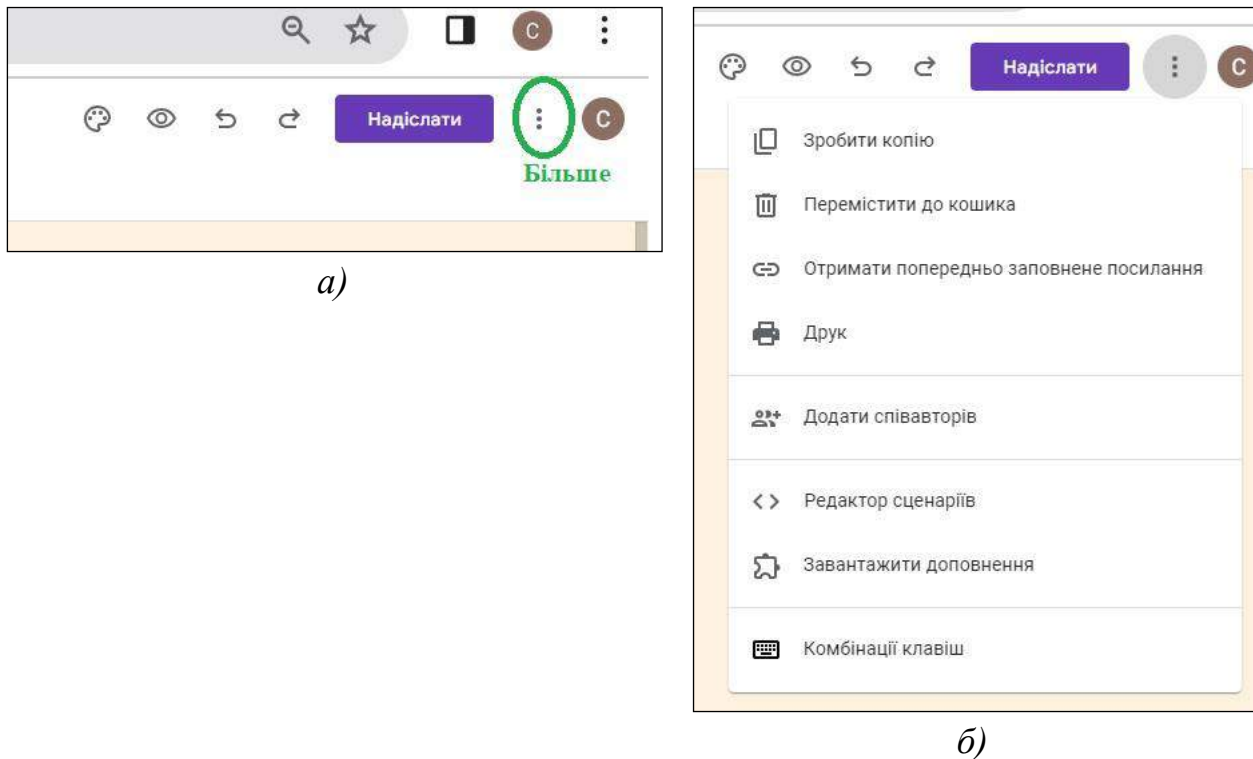 C
Надіслати
C
Більше
а)
Надіслати
C
Зробити копію
Перемістити до кошика
Отримати попередньо заповнене посилання
Друк
Додати співавторів
Редактор сценаріїв
Завантажити доповнення
Комбінації клавіш
б)